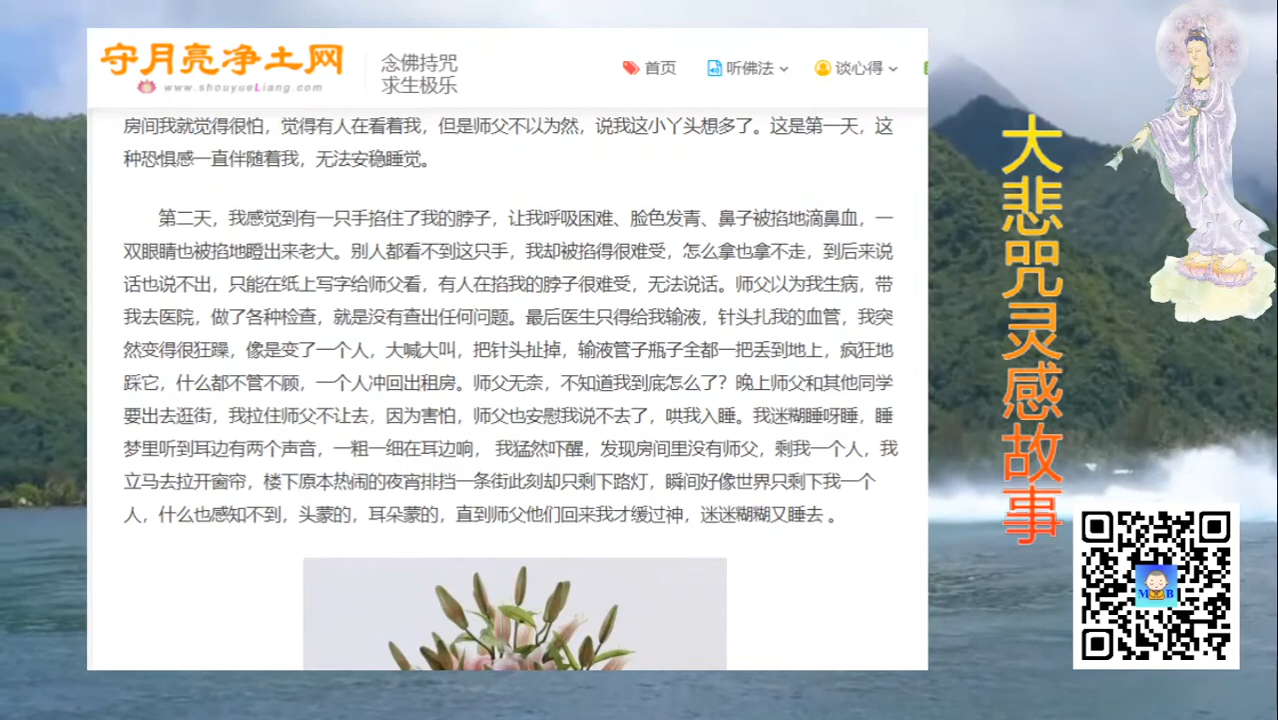 守月亮净土网
www.shouyueLiang.com
念佛持咒
求生极乐
首页
听佛法
谈心得
房间我就觉得很怕，觉得有人在看着我，但是师父不以为然，说我这小丫头想多了。这是第一天，这
种恐惧感一直伴随着我，无法安稳睡觉。
第二天，我感觉到有一只手掐住了我的脖子，让我呼吸困难、脸色发青、鼻子被掐地滴鼻血，一
双眼睛也被掐地瞪出来老大。别人都看不到这只手，我却被掐得很难受，怎么拿也拿不走，到后来说
话也说不出，只能在纸上写字给师父看，有人在掐我的脖子很难受，无法说话。师父以为我生病，带
我去医院，做了各种检查，就是没有查出任何问题。最后医生只得给我输液，针头扎我的血管，我突
然变得很狂躁，像是变了一个人，大喊大叫，把针头扯掉，输液管子瓶子全都一把丢到地上，疯狂地
踩它，什么都不管不顾，一个人冲回出租房。师父无奈，不知道我到底怎么了？晚上师父和其他同学
要出去逛街，我拉住师父不让去，因为害怕，师父也安慰我说不去了，哄我入睡。我迷糊睡呀睡，睡
梦里听到耳边有两个声音，一粗一细在耳边响， 我猛然吓醒，发现房间里没有师父，剩我一个人，我
立马去拉开窗帘，楼下原本热闹的夜宵排挡一条街此刻却只剩下路灯，瞬间好像世界只剩下我一个
人，什么也感知不到，头蒙的，耳朵蒙的，直到师父他们回来我才缓过神，迷迷糊糊又睡去 。
大悲咒灵感故事
M B